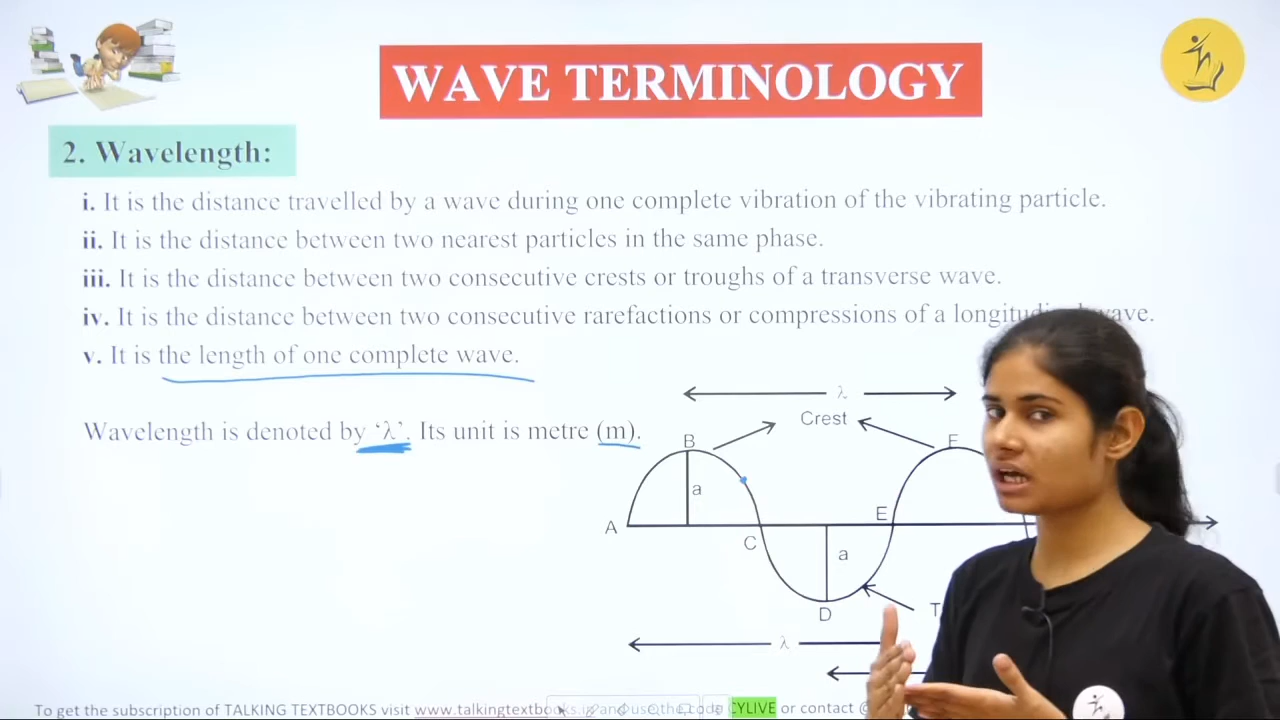 WAVE TERMINOLOGY
2. Wavelength:
i. It is the distance travelled by a wave during one complete vibration of the vibrating particle.
ii. It is the distance between two nearest particles in the same phase.
iii. It is the distance between two consecutive crests or troughs of a transverse wave.
iv. It is the distance between two consecutive rarefactions or compressions of a wave.
v. It is the length of one complete wave.
Wavelength is denoted by ‘λ’. Its unit is metre (m).
λ
Crest
B
F
a
A
E
C
a
D
T
λ
To get the subscription of TALKING TEXTBOOKS visit CYLIVE or contact @